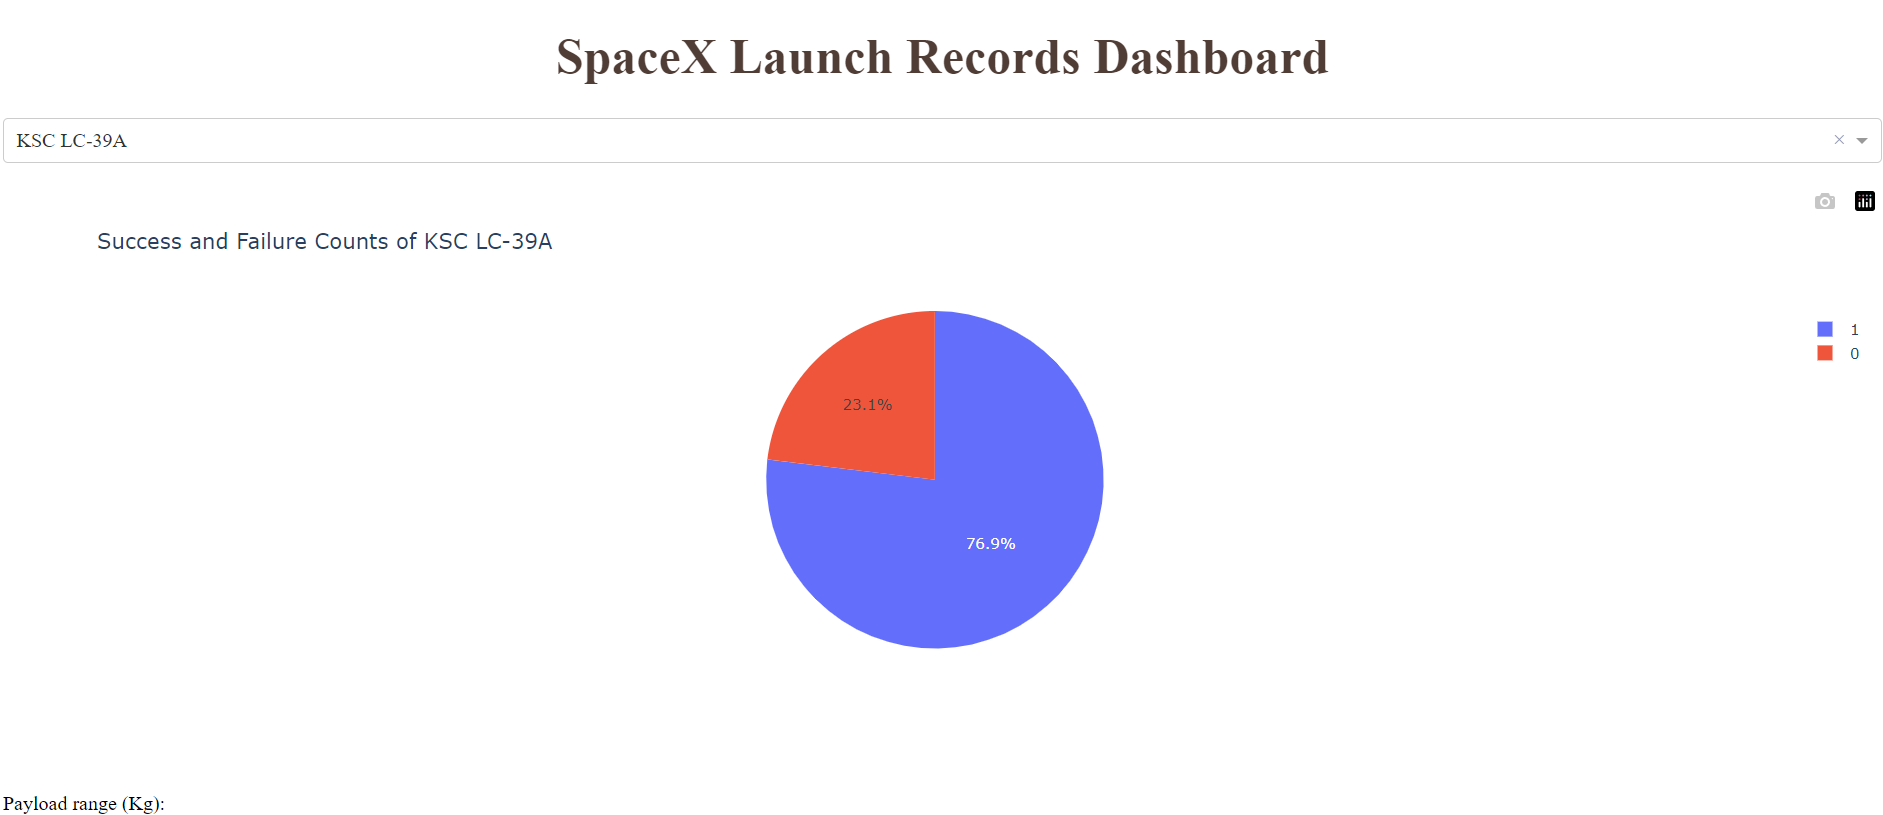 SpaceX Launch Records Dashboard
KSC LC-39A
Success and Failure Counts of KSC LC-39A
1
0
23.1%
76.9%
Payload range (Kg):